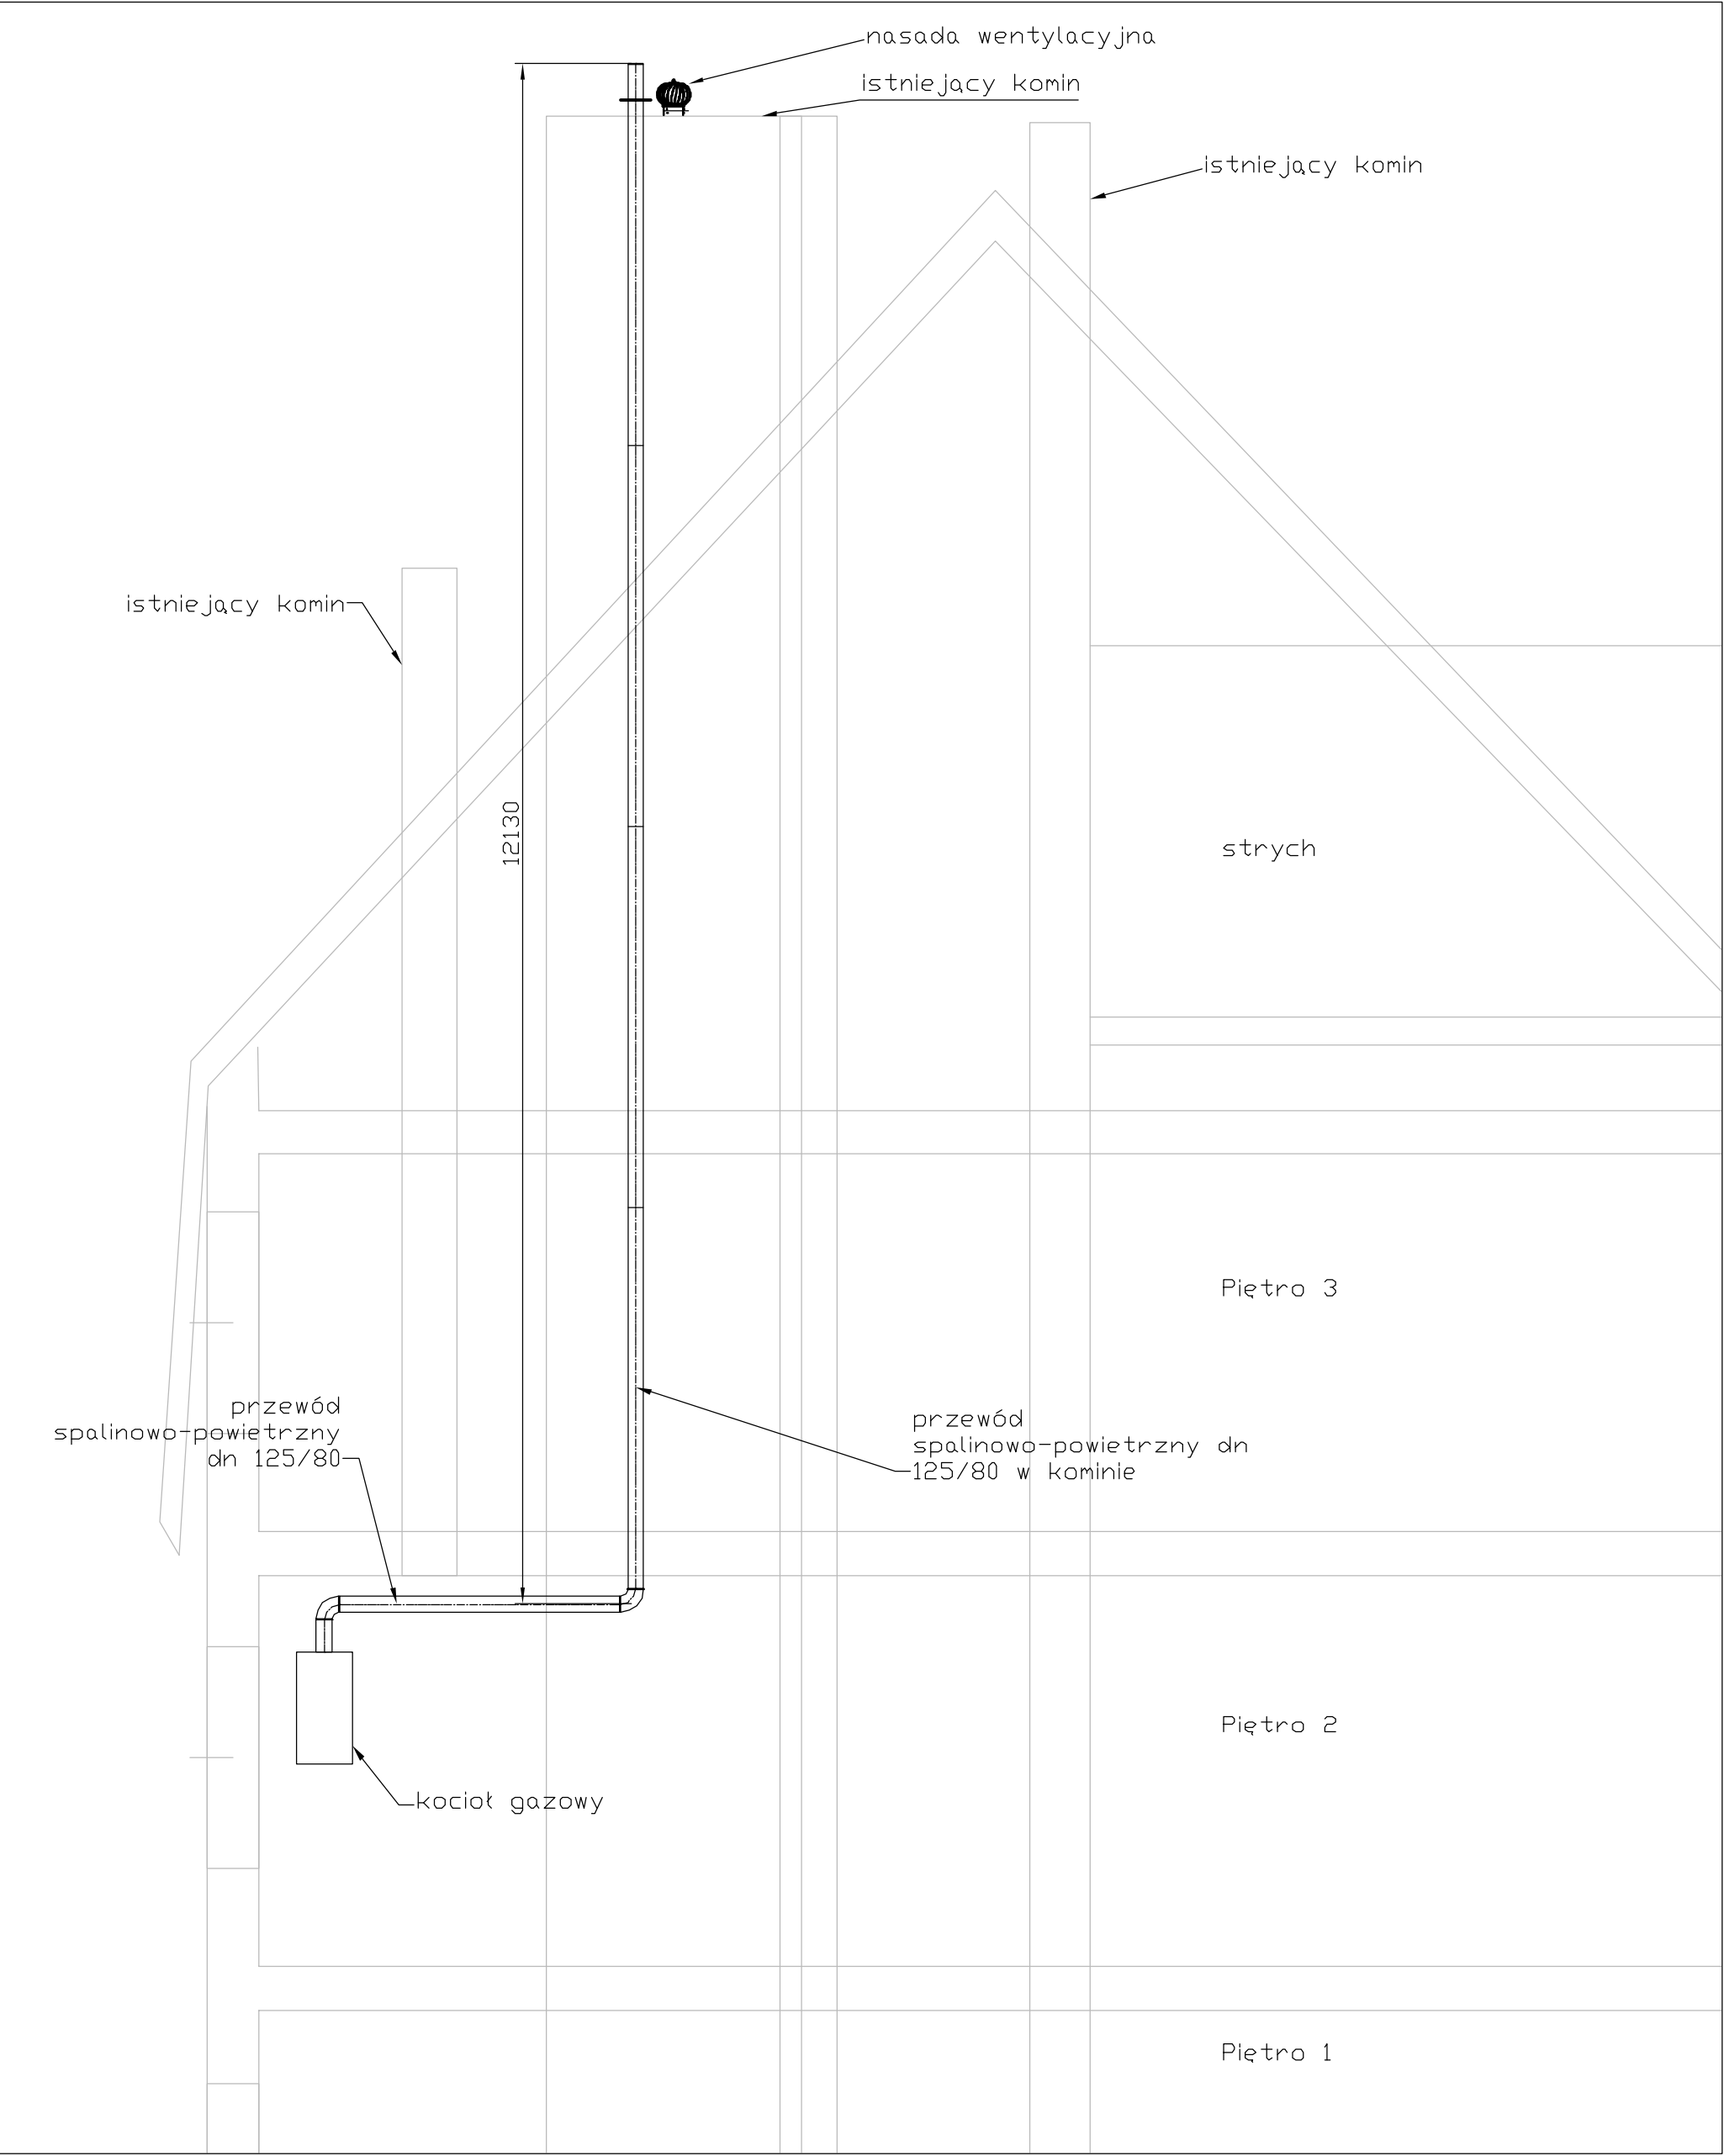 nasada wentylacyjna
istniejący komin
istniejący komin
istniejący komin
12130
strych
Piętro 3
przewód
spalinowo-powietrzny
dn 125/80
przewód
spalinowo-powietrzny dn
125/80 w kominie
Piętro 2
kocioł gazowy
Piętro 1